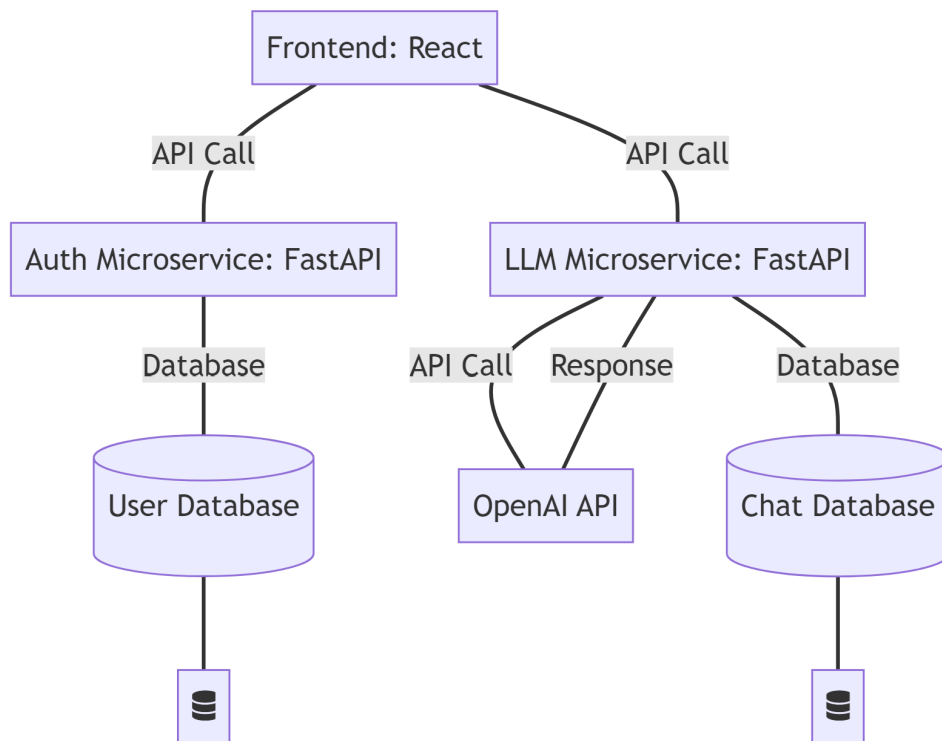 Frontend: React
API Call
API Call
Auth Microservice: FastAPI
LLM Microservice: FastAPI
Database
API Call
Response
Database
User Database
OpenAI API
Chat Database